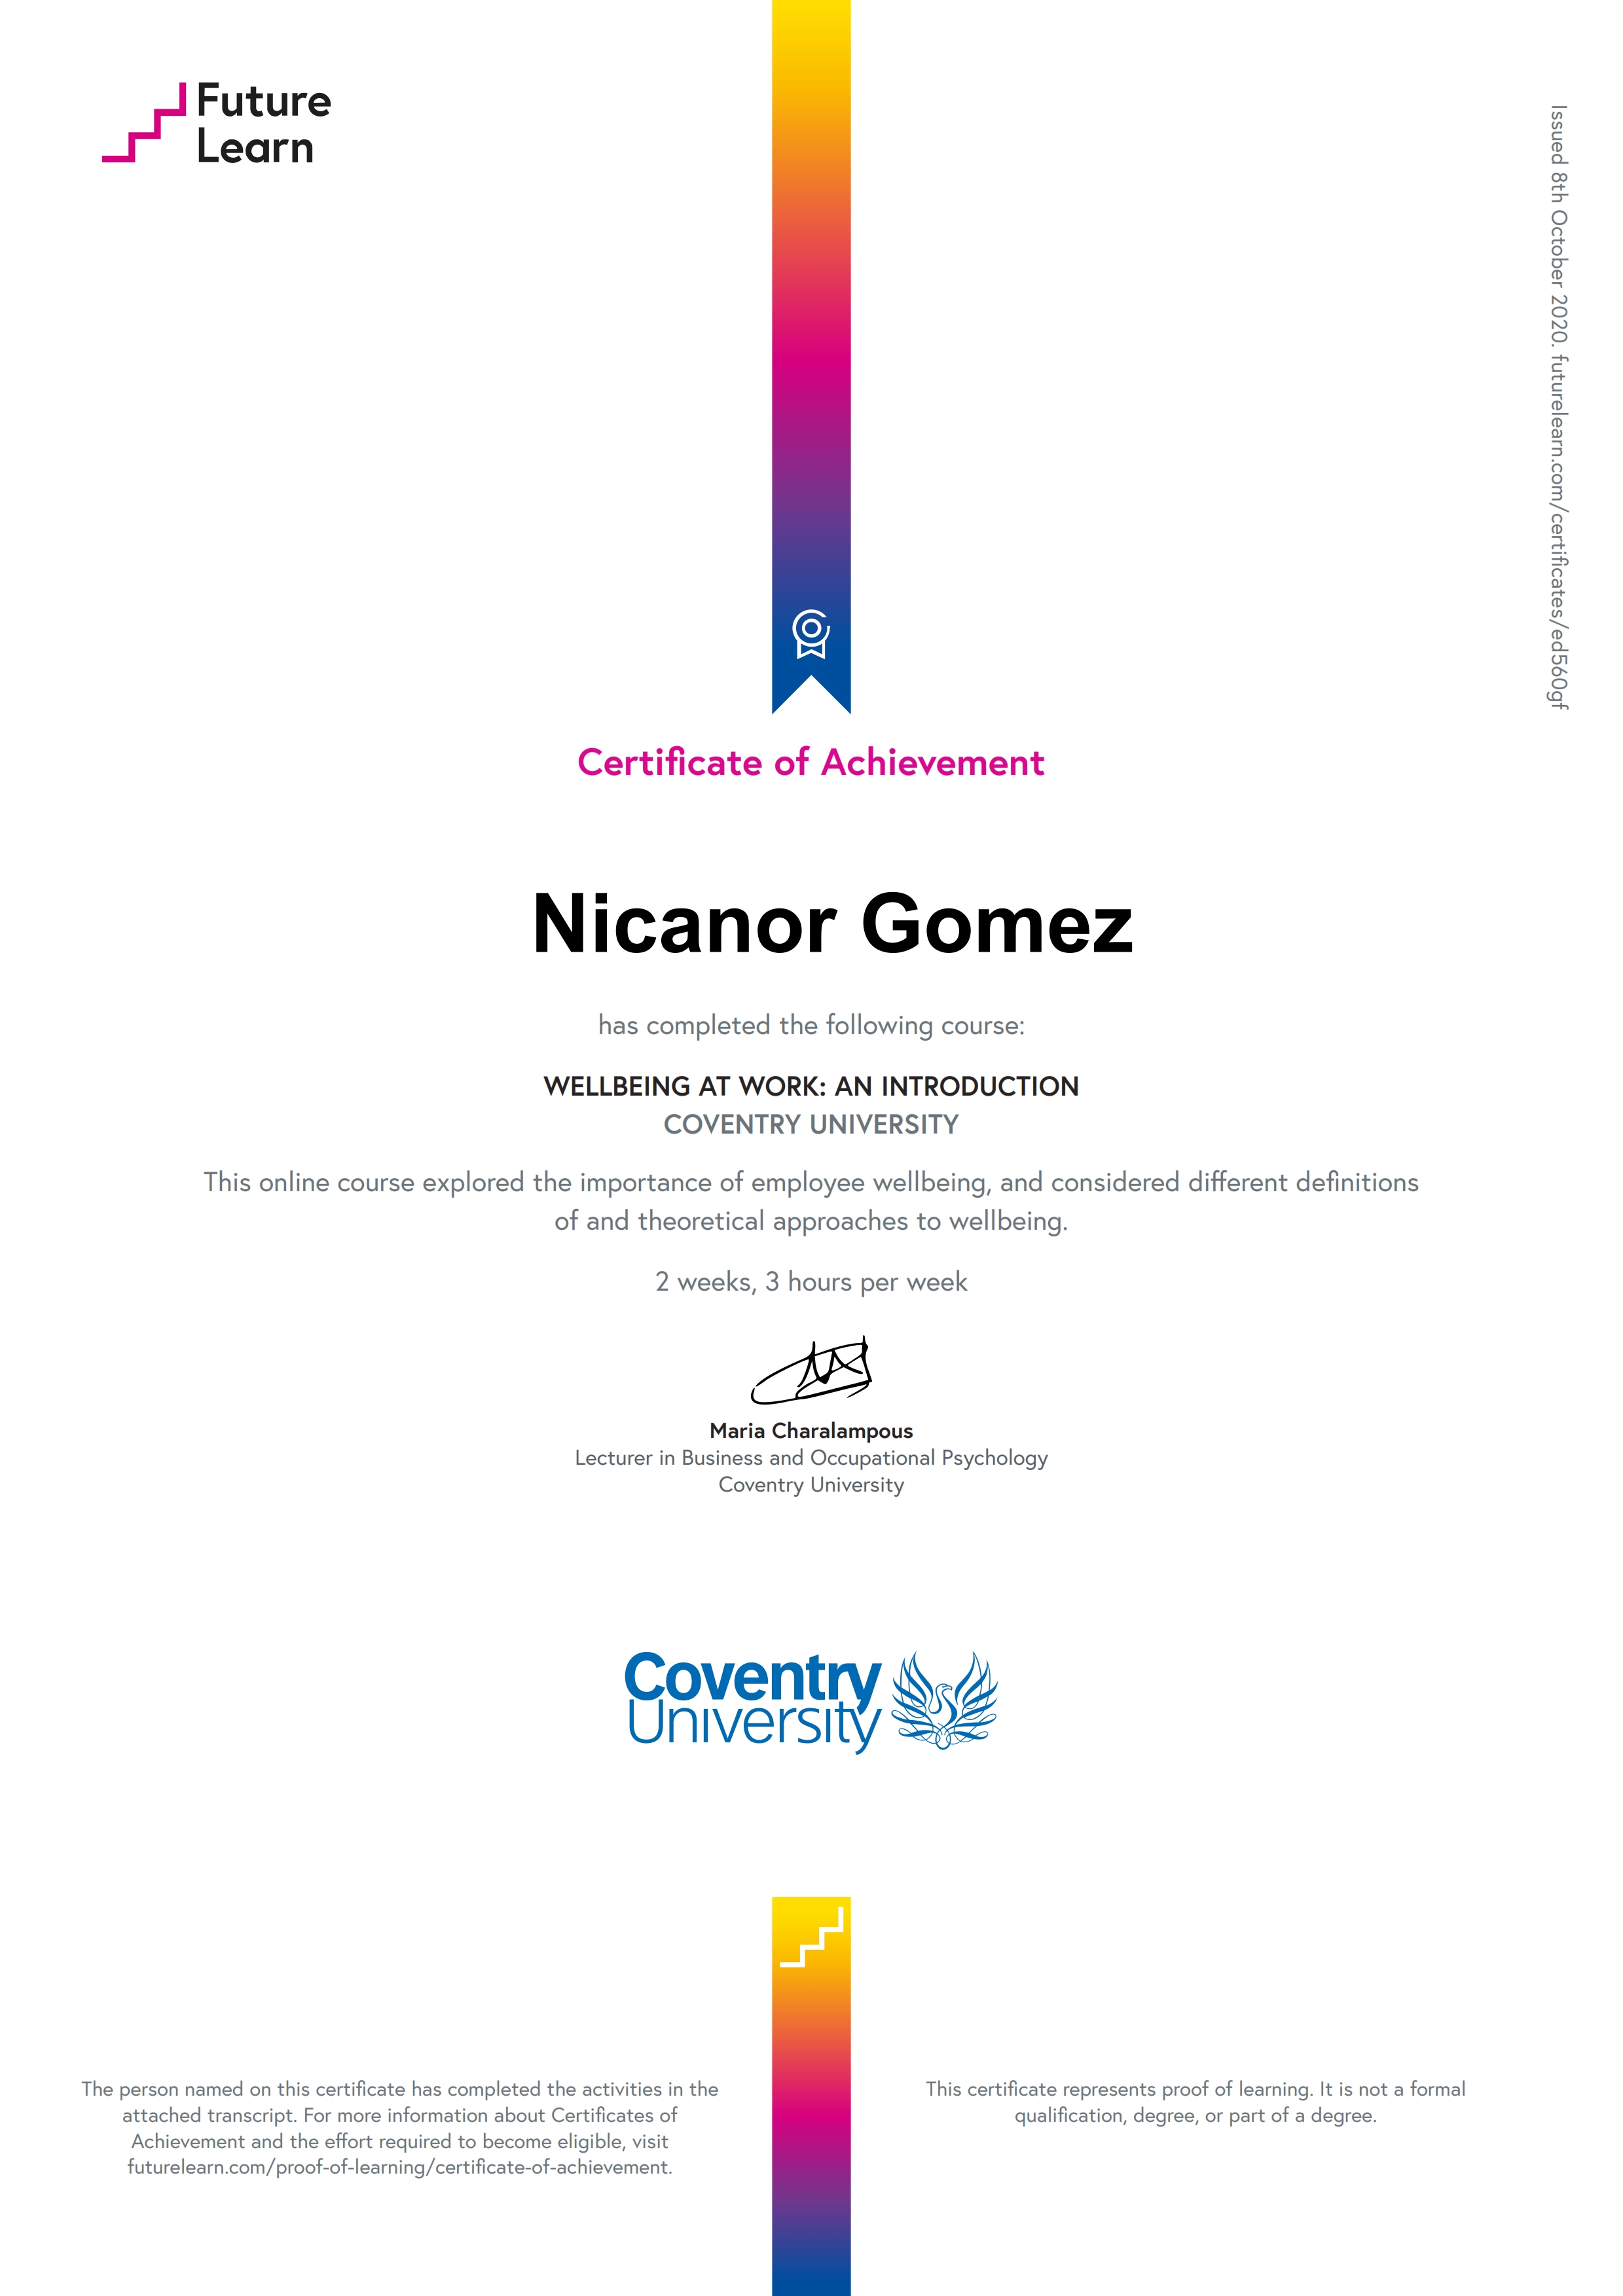 Future
Learn
Issued 8th October 2020. futurelearn.com/certificates/ed560gf
Certificate of Achievement
Nicanor Gomez
has completed the following course:
WELLBEING AT WORK: AN INTRODUCTION
COVENTRY UNIVERSITY
This online course explored the importance of employee wellbeing, and considered different definitions
of and theoretical approaches to wellbeing.
2 weeks, 3 hours per week
Maria Charalampous
Lecturer in Business and Occupational Psychology
Coventry University
Coventry
University
The person named on this certificate has completed the activities in the
attached transcript. For more information about Certificates of
Achievement and the effort required to become eligible, visit
futurelearn.com/proof-of-learning/certificate-of-achievement.
This certificate represents proof of learning. It is not a formal
qualification, degree, or part of a degree.